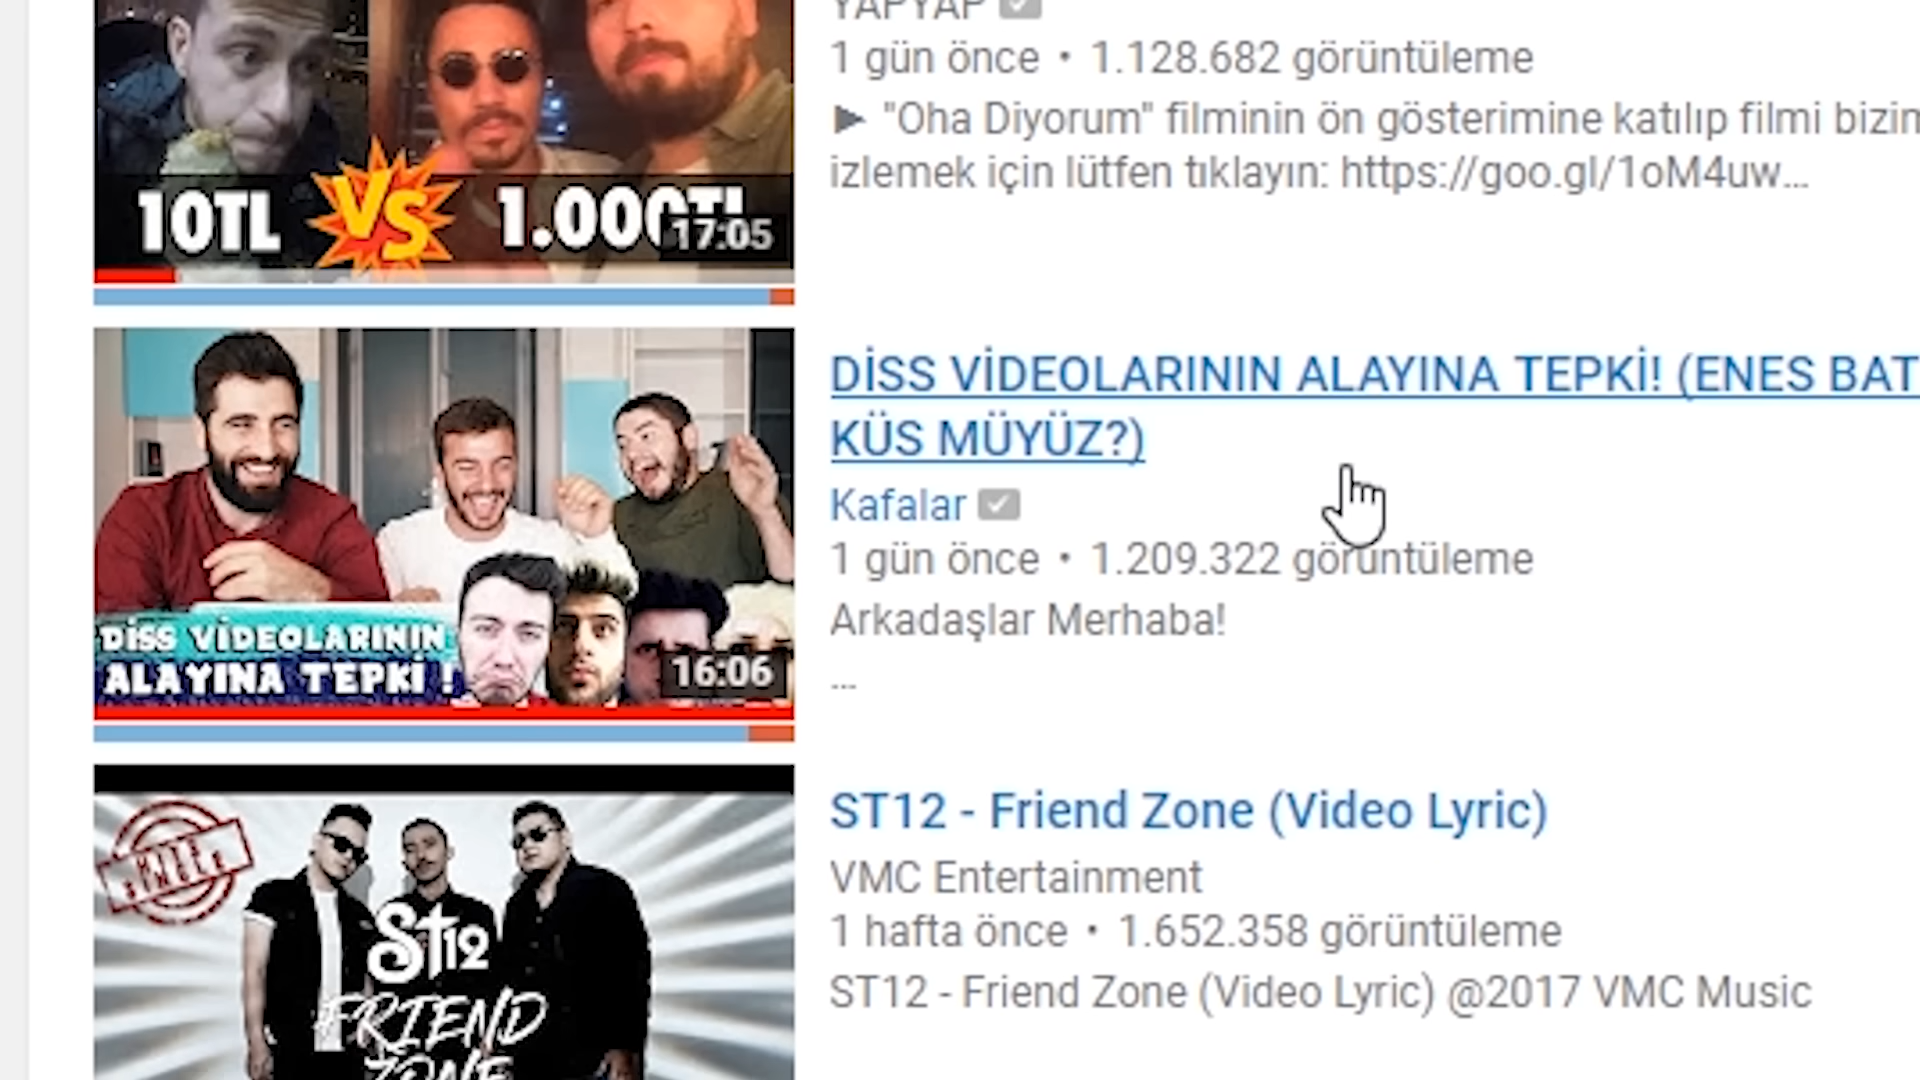 YAPYAP
1 gün önce • 1.128.682 görüntüleme
► "Oha Diyorum" filminin ön gösterimine katılıp filmi bizim
izlemek için lütfen tıklayın: https://goo.gl/1oM4uw...
10TL VS 1.000TL
17:05
DİSS VİDEOLARININ ALAYINA TEPKİ! (ENES BAT
KÜS MÜYÜZ?)
Kafalar
1 gün önce • 1.209.322 görüntüleme
Arkadaşlar Merhaba!
...
DİSS VİDEOLARININ
ALAYINA TEPKİ !
16:06
ST12 - Friend Zone (Video Lyric)
VMC Entertainment
1 hafta önce • 1.652.358 görüntüleme
ST12 - Friend Zone (Video Lyric) @2017 VMC Music
ST12
FRIEND
ZONE